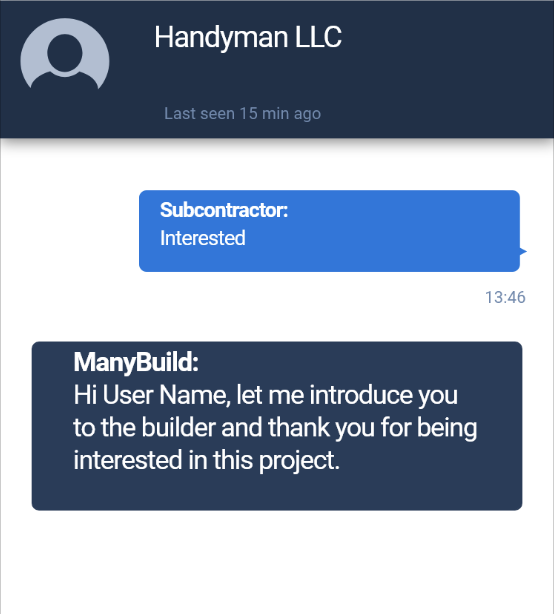 Handyman LLC
Last seen 15 min ago
Subcontractor:
Interested
13:46
ManyBuild:
Hi User Name, let me introduce you
to the builder and thank you for being
interested in this project.